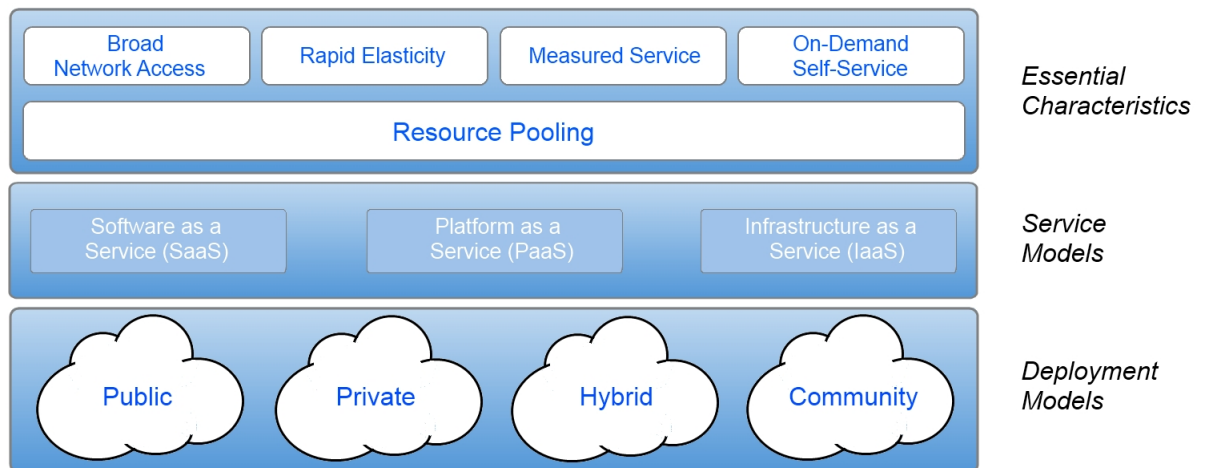 Broad
Network Access
Rapid Elasticity
Measured Service
On-Demand
Self-Service
Essential
Characteristics
Resource Pooling
Software as a
Service (SaaS)
Platform as a
Service (PaaS)
Infrastructure as a
Service (IaaS)
Service
Models
Public
Private
Hybrid
Community
Deployment
Models